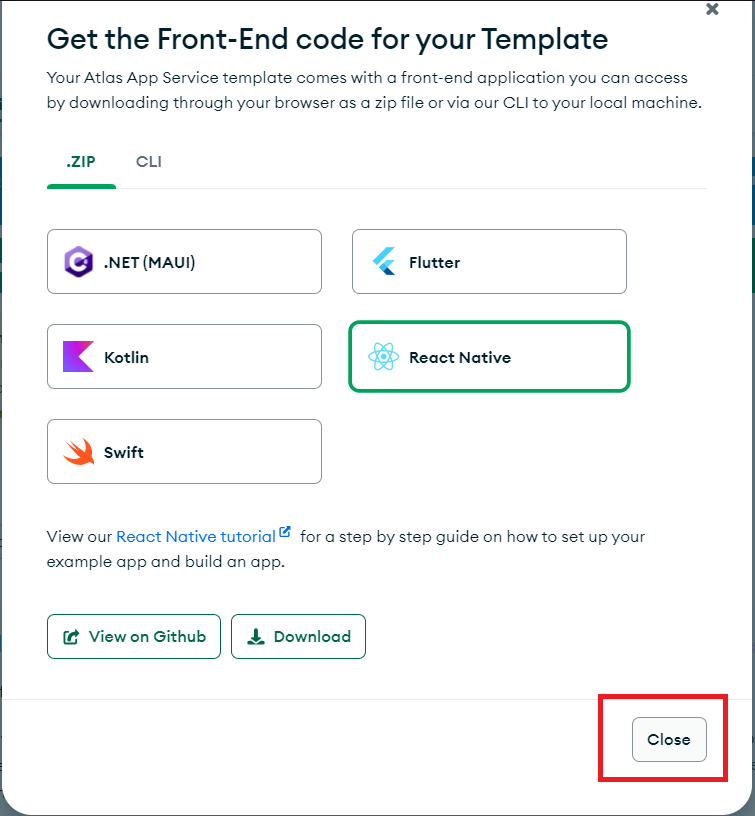 Get the Front-End code for your Template
Your Atlas App Service template comes with a front-end application you can access
by downloading through your browser as a zip file or via our CLI to your local machine.
.ZIP CLI
.NET (MAUI) Flutter
Kotlin React Native
Swift
View our React Native tutorial for a step by step guide on how to set up your
example app and build an app.
View on Github Download
Close